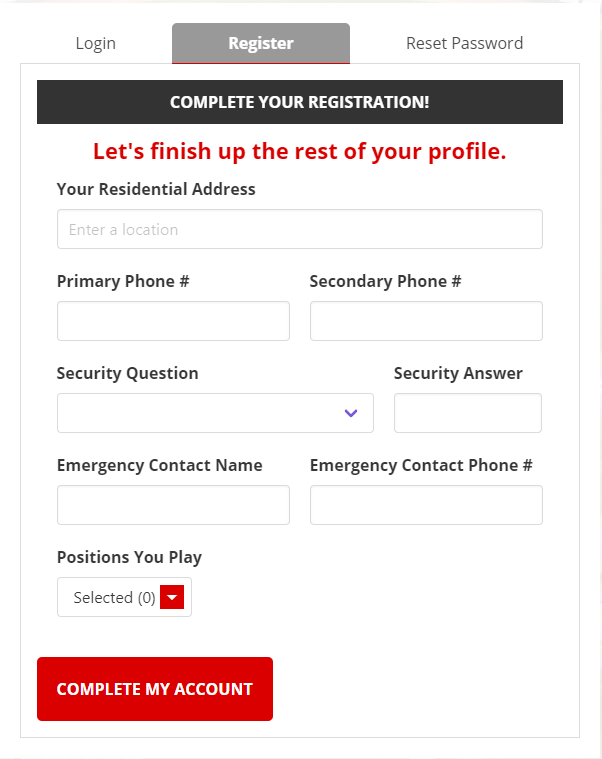 Login Register Reset Password
COMPLETE YOUR REGISTRATION!
Let's finish up the rest of your profile.
Your Residential Address
Enter a location
Primary Phone # Secondary Phone #
Security Question Security Answer
Emergency Contact Name Emergency Contact Phone #
Positions You Play
Selected (0)
COMPLETE MY ACCOUNT